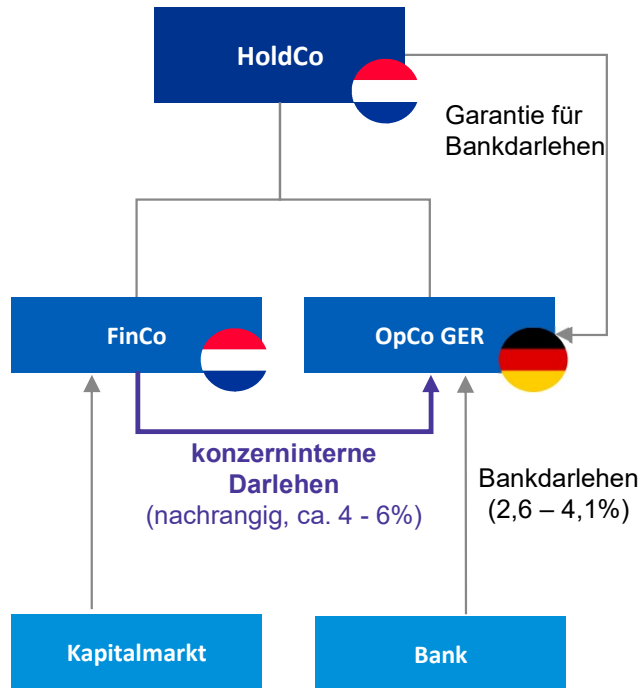 HoldCo
Garantie für
Bankdarlehen
FinCo
OpCo GER
konzerninterne
Darlehen
(nachrangig, ca. 4 - 6%)
Bankdarlehen
(2,6 – 4,1%)
Kapitalmarkt
Bank